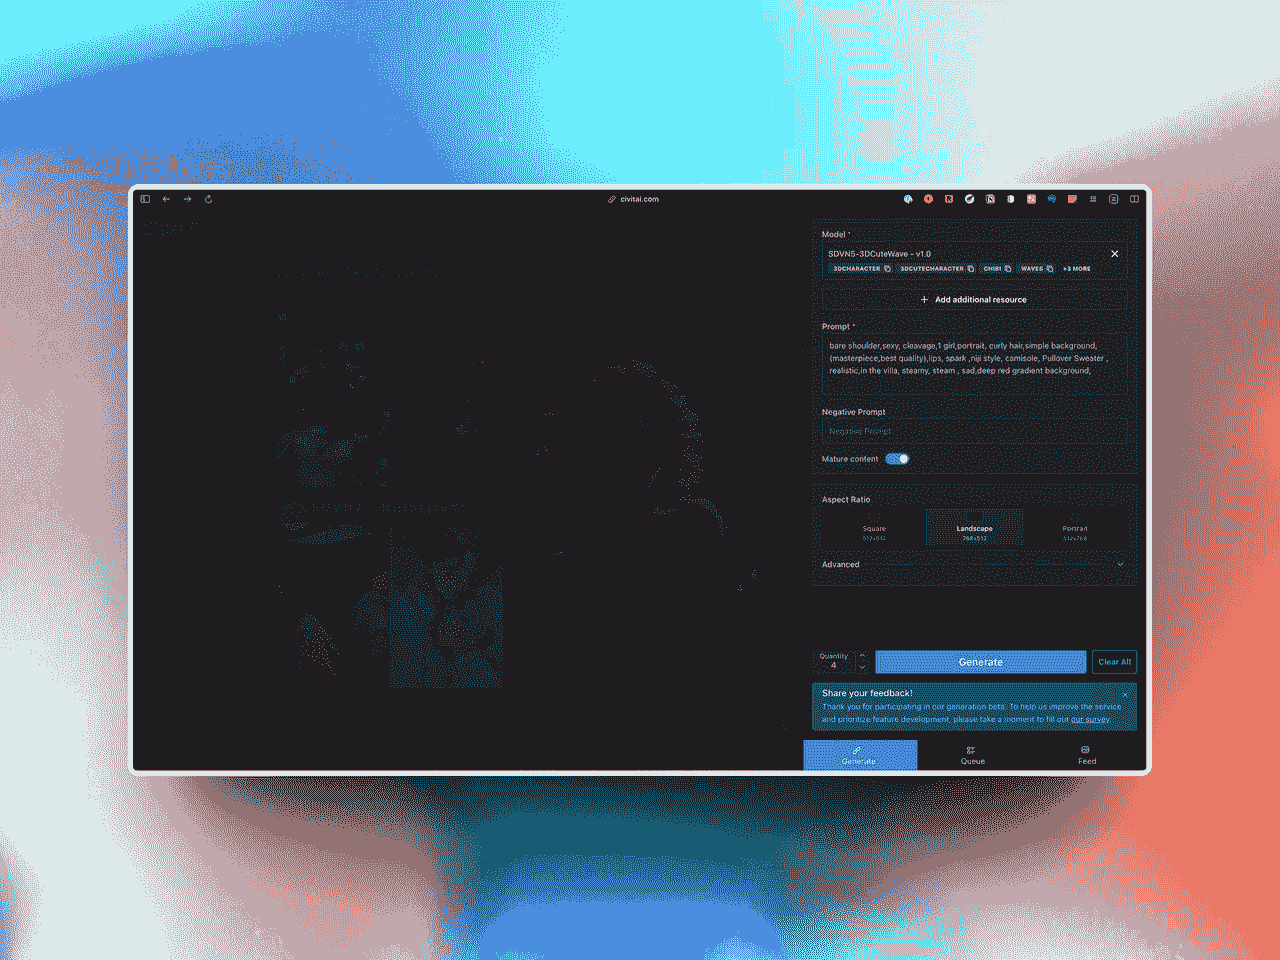 civitai.com
Model *
SDVN5-3DCuteWave - v1.0
3DCHARACTER 3DCUTECHARACTER CHIBI WAVES +3 MORE
Add additional resource
Prompt *
bare shoulder,sexy, cleavage,1 girl,portrait, curly hair,simple background,
(masterpiece,best quality),lips, spark ,niji style, camisole, Pullover Sweater ,
realistic,in the villa, steamy, steam , sad,deep red gradient background,
Negative Prompt
Negative Prompt
Mature content
Aspect Ratio
Square Landscape Portrait
512x512 768x512 512x768
Advanced
Quantity
4
Generate
Clear All
Share your feedback!
Thank you for participating in our generation beta. To help us improve the service
and prioritize feature development, please take a moment to fill out our survey.
Generate Queue Feed